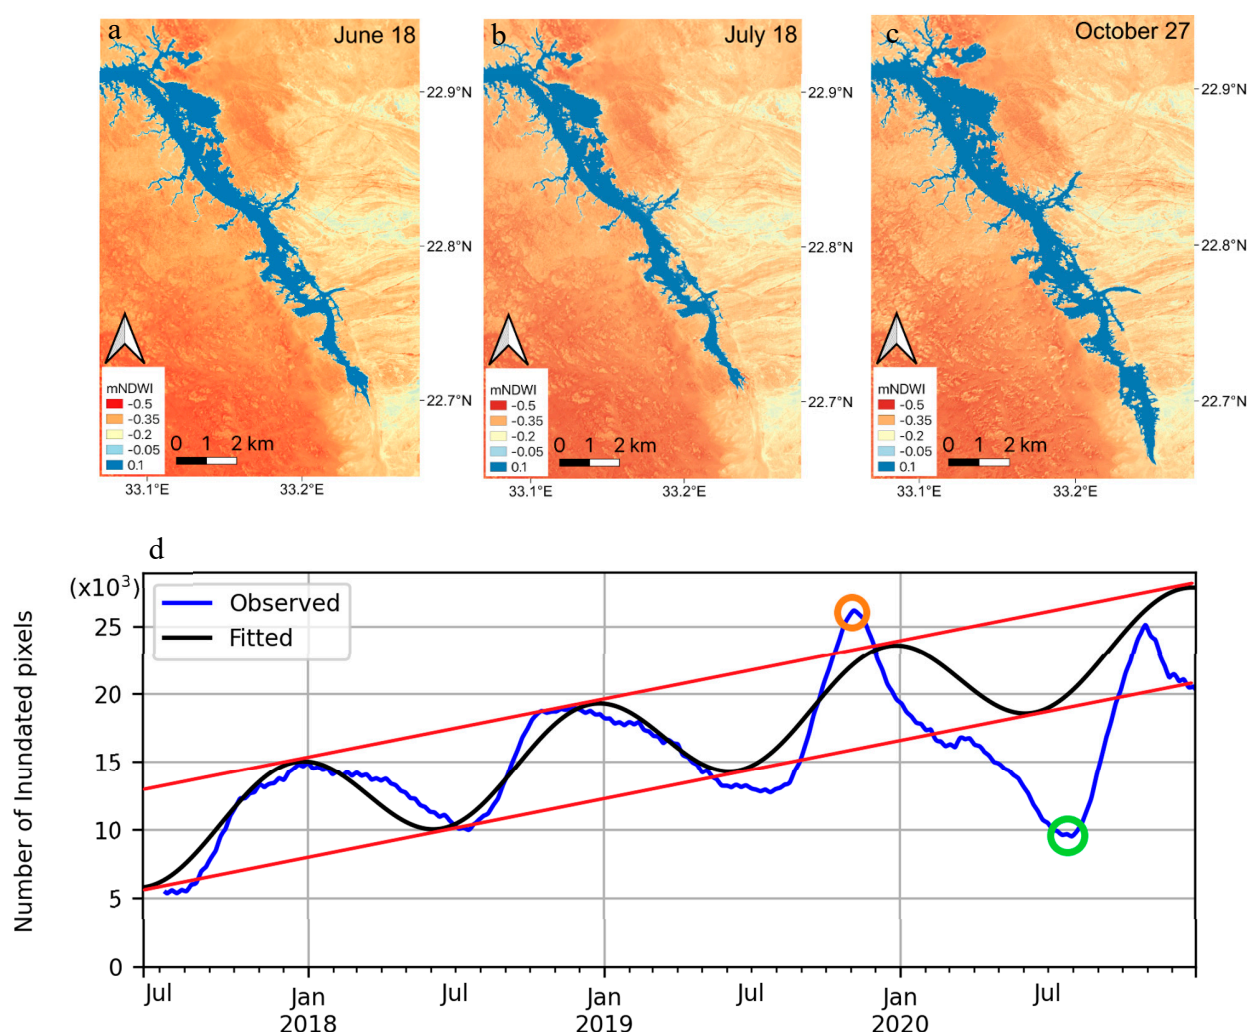 a
June 18
22.9°N
22.8°N
22.7°N
mNDWI
-0.5
-0.35
-0.2
-0.05
0.1
0 1 2 km
33.1°E 33.2°E
b
July 18
22.9°N
22.8°N
22.7°N
mNDWI
-0.5
-0.35
-0.2
-0.05
0.1
0 1 2 km
33.1°E 33.2°E
c
October 27
22.9°N
22.8°N
22.7°N
mNDWI
-0.5
-0.35
-0.2
-0.05
0.1
0 1 2 km
33.1°E 33.2°E
d
(x10³)
Observed
Fitted
Number of Inundated pixels
25
20
15
10
5
0
Jul Jan Jul Jan Jul Jan Jul
2018 2019 2020